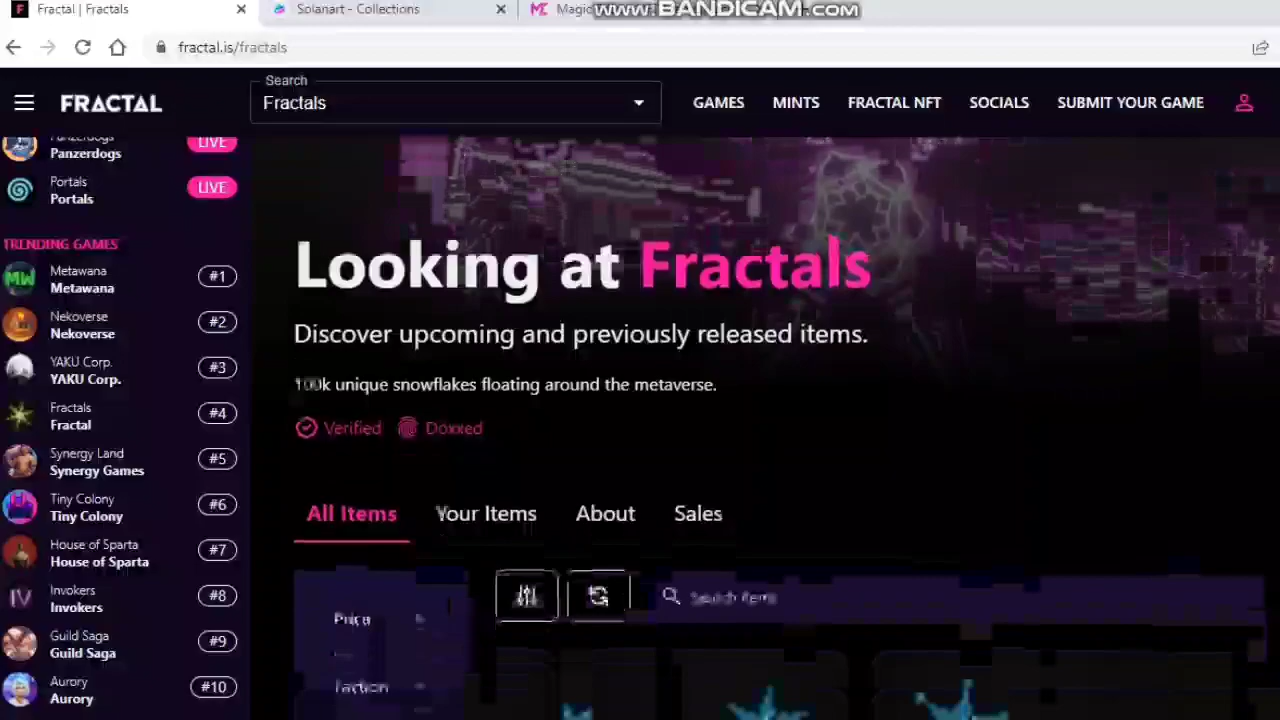 Fractal | Fractals
Solanart - Collections
www.BANDICAM.com
fractal.is/fractals
FRACTAL
Search
Fractals
GAMES
MINTS
FRACTAL NFT
SOCIALS
SUBMIT YOUR GAME
Panzerdogs
Panzerdogs
LIVE
Portals
Portals
LIVE
TRENDING GAMES
Metawana
Metawana
#1
Nekoverse
Nekoverse
#2
YAKU Corp.
YAKU Corp.
#3
Fractals
Fractal
#4
Synergy Land
Synergy Games
#5
Tiny Colony
Tiny Colony
#6
House of Sparta
House of Sparta
#7
Invokers
Invokers
#8
Guild Saga
Guild Saga
#9
Aurory
Aurory
#10
Looking at Fractals
Discover upcoming and previously released items.
100k unique snowflakes floating around the metaverse.
Verified
Doxxed
All Items
Your Items
About
Sales
Search items
Price